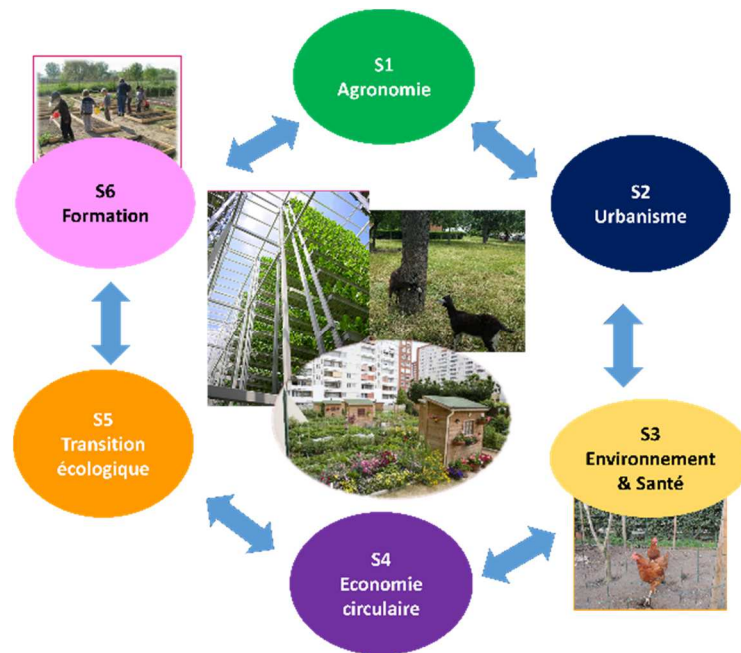 S1
Agronomie
S2
Urbanisme
S3
Environnement
& Santé
S4
Economie
circulaire
S5
Transition
écologique
S6
Formation